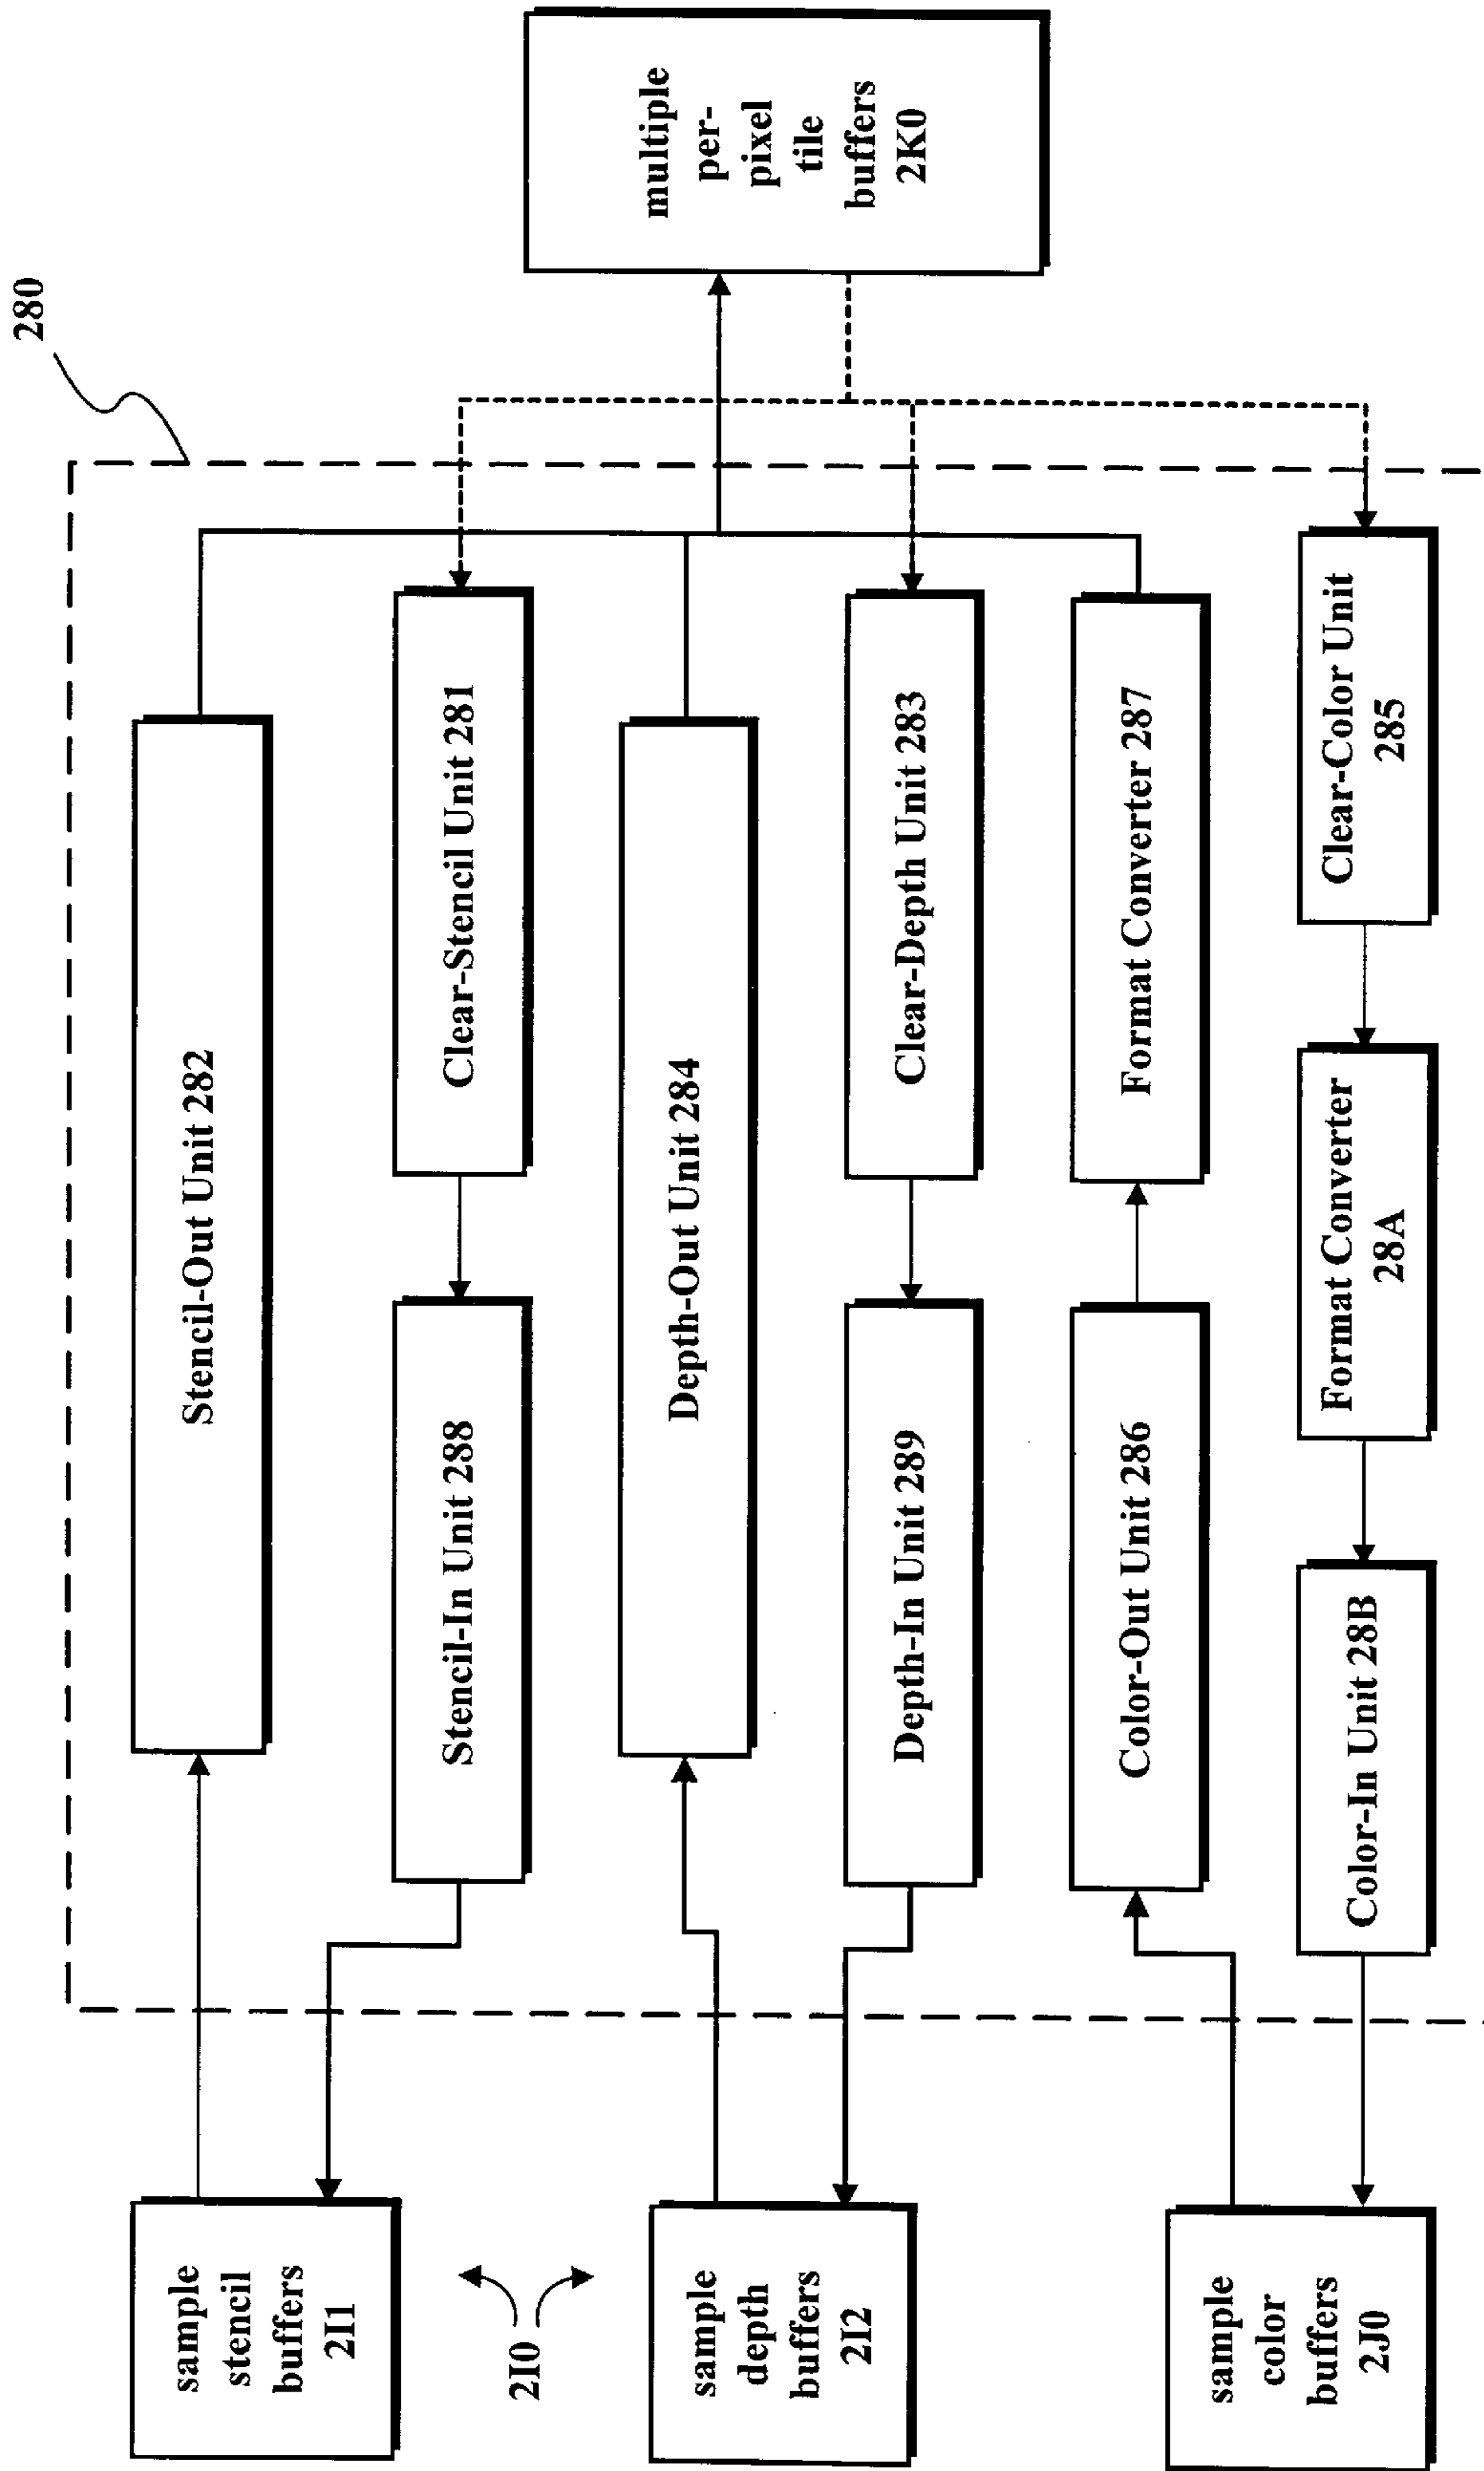 280
sample
stencil
buffers
2I1
Stencil-Out Unit 282
Stencil-In Unit 288
Clear-Stencil Unit 281
2I0
sample
depth
buffers
2I2
Depth-Out Unit 284
Depth-In Unit 289
Clear-Depth Unit 283
multiple
per-
pixel
tile
buffers
2K0
sample
color
buffers
2J0
Color-Out Unit 286
Format Converter 287
Color-In Unit 28B
Format Converter
28A
Clear-Color Unit
285